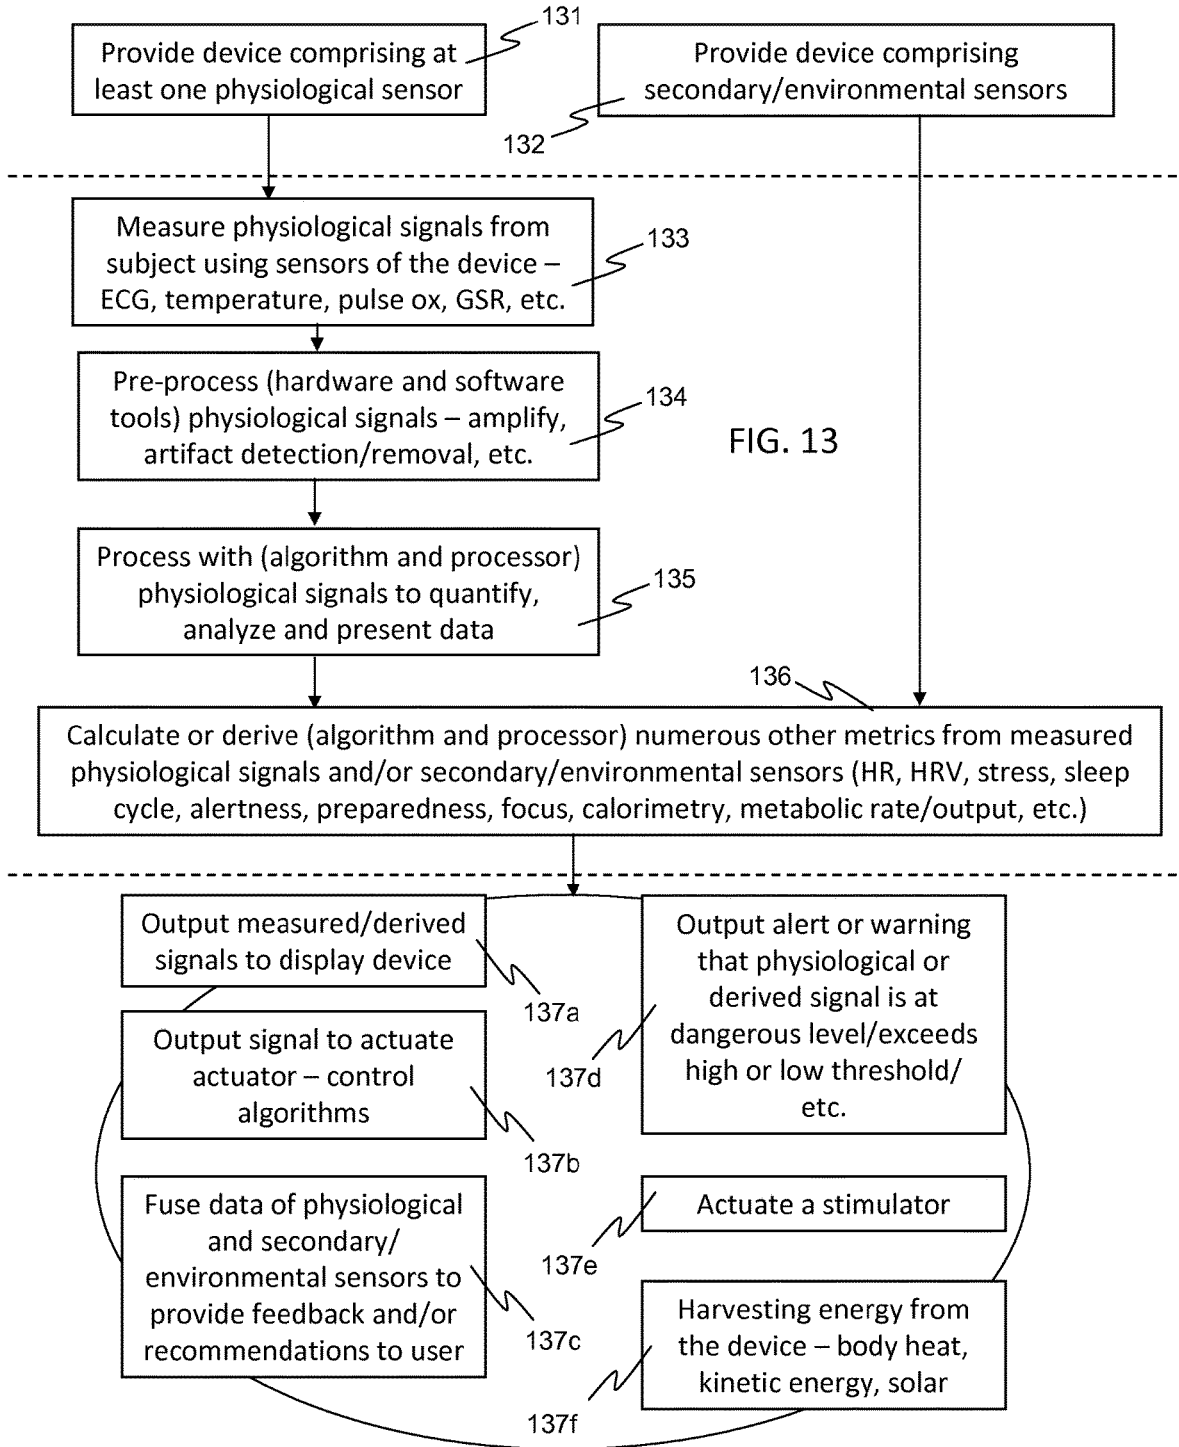 131
Provide device comprising at
least one physiological sensor
Provide device comprising
secondary/environmental sensors
132
Measure physiological signals from
subject using sensors of the device –
ECG, temperature, pulse ox, GSR, etc.
133
Pre-process (hardware and software
tools) physiological signals – amplify,
artifact detection/removal, etc.
134
FIG. 13
Process with (algorithm and processor)
physiological signals to quantify,
analyze and present data
135
136
Calculate or derive (algorithm and processor) numerous other metrics from measured
physiological signals and/or secondary/environmental sensors (HR, HRV, stress, sleep
cycle, alertness, preparedness, focus, calorimetry, metabolic rate/output, etc.)
Output measured/derived
signals to display device
137a
Output signal to actuate
actuator – control
algorithms
137b
Fuse data of physiological
and secondary/
environmental sensors to
provide feedback and/or
recommendations to user
137c
Output alert or warning
that physiological or
derived signal is at
dangerous level/exceeds
high or low threshold/
etc.
137d
Actuate a stimulator
137e
Harvesting energy from
the device – body heat,
kinetic energy, solar
137f